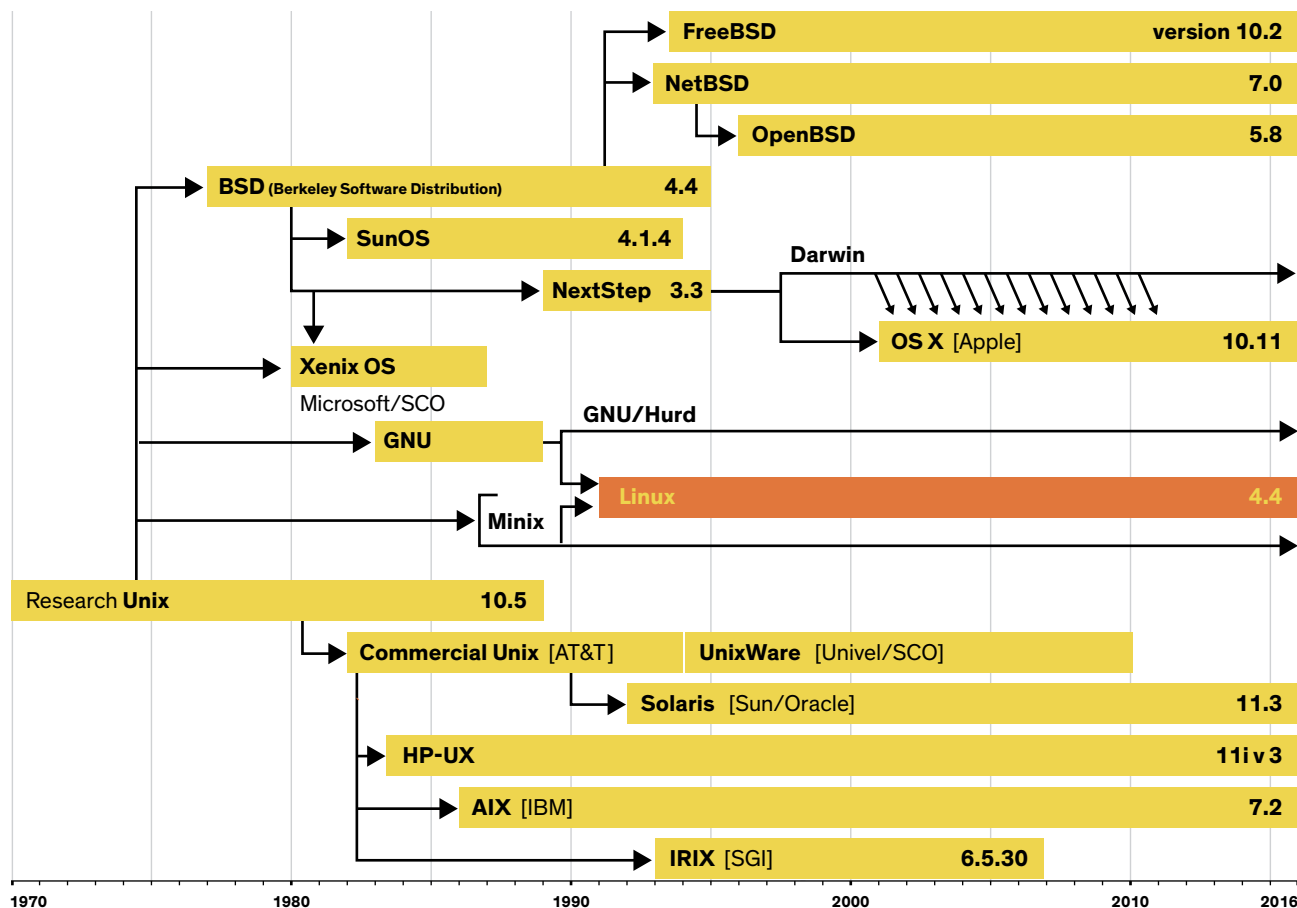 FreeBSD version 10.2
NetBSD 7.0
OpenBSD 5.8
BSD (Berkeley Software Distribution) 4.4
SunOS 4.1.4
Darwin
NextStep 3.3
OS X [Apple] 10.11
Xenix OS
Microsoft/SCO
GNU/Hurd
GNU
Linux 4.4
Minix
Research Unix 10.5
Commercial Unix [AT&T] UnixWare [Univel/SCO]
Solaris [Sun/Oracle] 11.3
HP-UX 11i v 3
AIX [IBM] 7.2
IRIX [SGI] 6.5.30
1970 1980 1990 2000 2010 2016